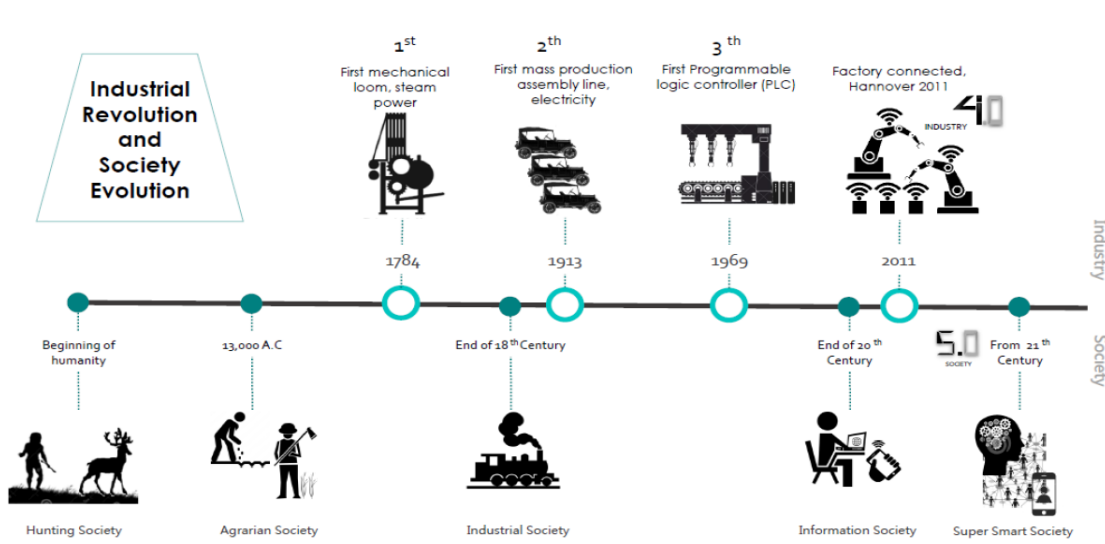 Industrial
Revolution
and
Society
Evolution
1st
First mechanical
loom, steam
power
2th
First mass production
assembly line,
electricity
3 th
First Programmable
logic controller (PLC)
Factory connected,
Hannover 2011
INDUSTRY 4.0
1784
1913
1969
2011
Industry
Beginning of
humanity
13,000 A.C
End of 18 th Century
End of 20 th
Century
5.0
SOCIETY
From 21 th
Century
Society
Hunting Society
Agrarian Society
Industrial Society
Information Society
Super Smart Society